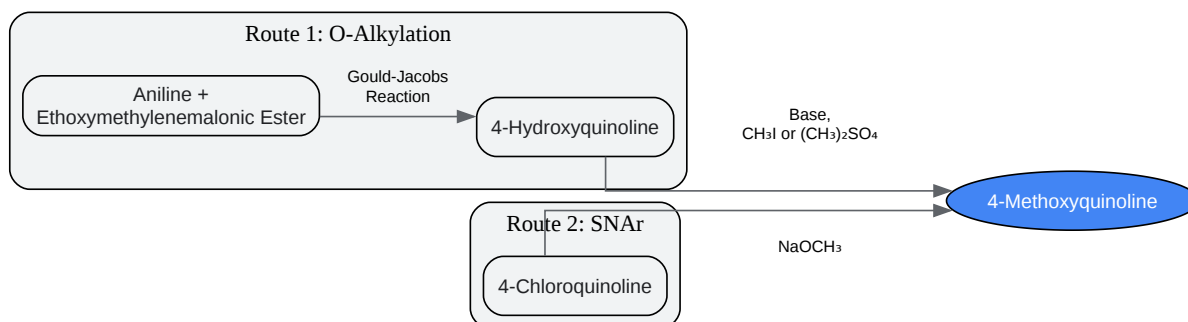 Route 1: O-Alkylation
Aniline +
Ethoxymethylenemalonic Ester
Gould-Jacobs
Reaction
4-Hydroxyquinoline
Base,
CH₃I or (CH₃)₂SO₄
4-Methoxyquinoline
Route 2: SNAr
NaOCH₃
4-Chloroquinoline